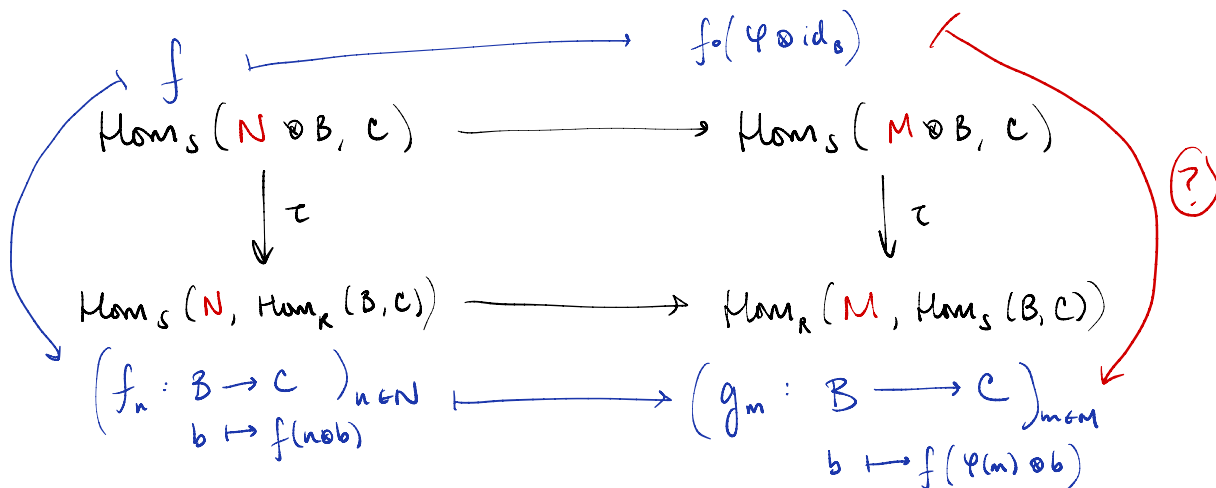 f ⟼ f∘(φ⊗id_B)
Hom_S(N⊗B, C) ⟶ Hom_S(M⊗B, C)
τ τ
?
Hom_S(N, Hom_R(B,C)) ⟶ Hom_R(M, Hom_S(B,C))
(f_n : B → C)_{n∈N} ⟼ (g_m : B ⟶ C)_{m∈M}
b ↦ f(n⊗b)
b ⟼ f(φ(m)⊗b)